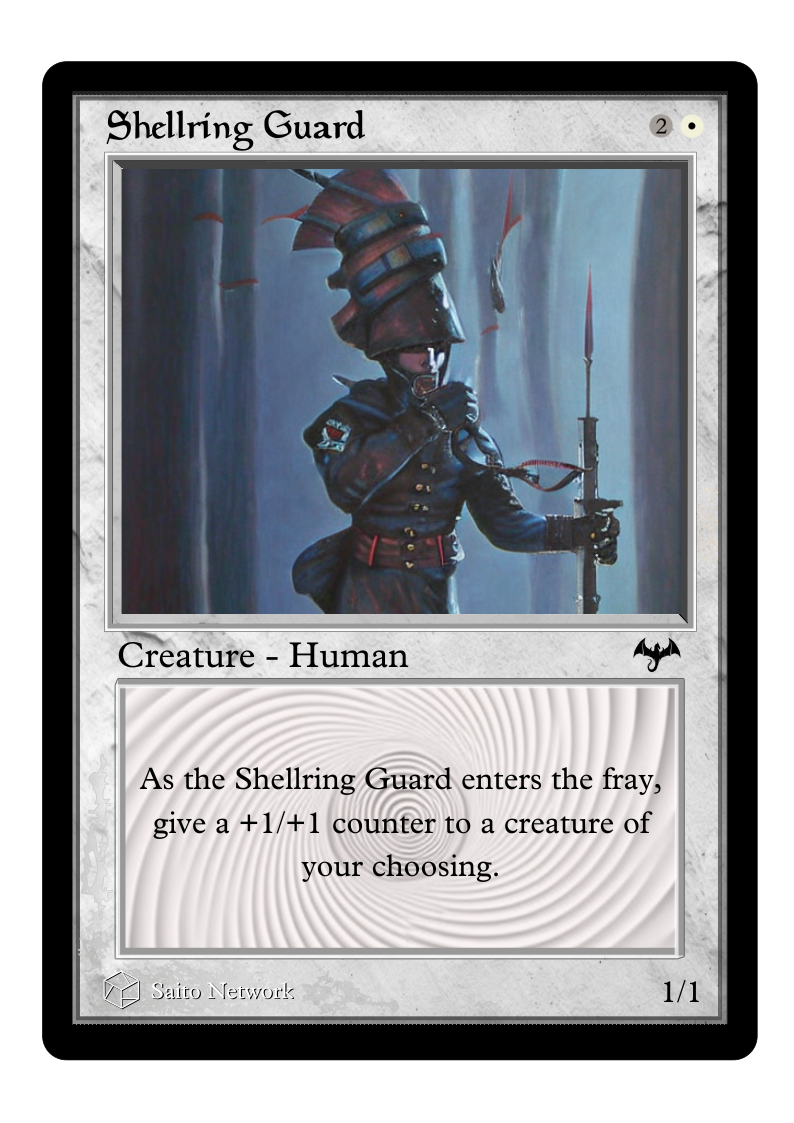 Shellring Guard
2
Creature - Human
As the Shellring Guard enters the fray,
give a +1/+1 counter to a creature of
your choosing.
Saito Network
1/1